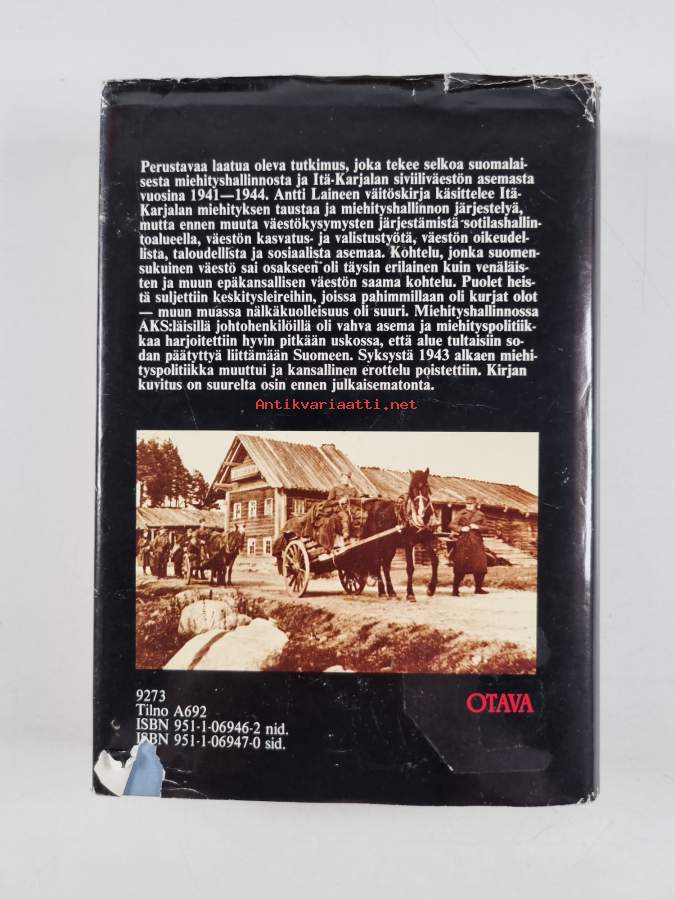 Perustavaa laatua oleva tutkimus, joka tekee selkoa suomalai-
sesta miehityshallinnosta ja Itä-Karjalan siviiliväestön asemasta
vuosina 1941—1944. Antti Laineen väitöskirja käsittelee Itä-
Karjalan miehityksen taustaa ja miehityshallinnon järjestelyä,
mutta ennen muuta väestökysymysten järjestämistä sotilashallin-
toalueella, väestön kasvatus- ja valistustyötä, väestön oikeudel-
lista, taloudellista ja sosiaalista asemaa. Kohtelu, jonka suomen-
sukuinen väestö sai osakseen oli täysin erilainen kuin venäläis-
ten ja muun epäkansallisen väestön saama kohtelu. Puolet heis-
tä suljettiin keskitysleireihin, joissa pahimmillaan oli kurjat olot
— muun muassa nälkäkuolleisuus oli suuri. Miehityshallinnossa
AKS:läisillä johtohenkilöillä oli vahva asema ja miehityspolitiik-
kaa harjoitettiin hyvin pitkään uskossa, että alue tultaisiin so-
dan päätyttyä liittämään Suomeen. Syksystä 1943 alkaen miehi-
tyspolitiikka muuttui ja kansallinen erottelu poistettiin. Kirjan
kuvitus on suurelta osin ennen julkaisematonta.
Antikvariaatti.net
9273
Tilno A692
ISBN 951-1-06946-2 nid.
ISBN 951-1-06947-0 sid.
OTAVA